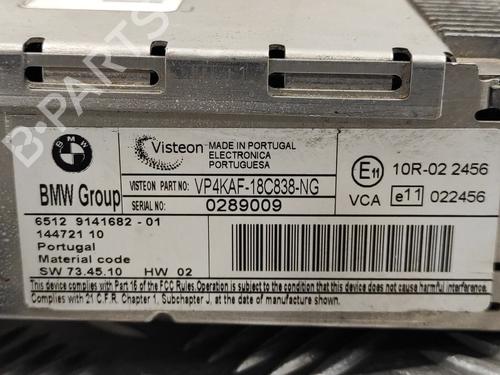 B-PARTS
BMW
BMW Group
Visteon
MADE IN PORTUGAL
ELECTRONICA
PORTUGUESA
VISTEON PART NO: VP4KAF-18C838-NG
SERIAL NO: 0289009
E11 10R-02 2456
VCA e11 022456
6512 9141682 - 01
144721 10
Portugal
Material code
SW 73.45.10 HW 02
This device complies with Part 15 of the FCC Rules. Operation is subject to the condition that this device does not cause harmful interference.
Complies with 21 C.F.R. Chapter 1, Subchapter J, at the date of manufacture shown.